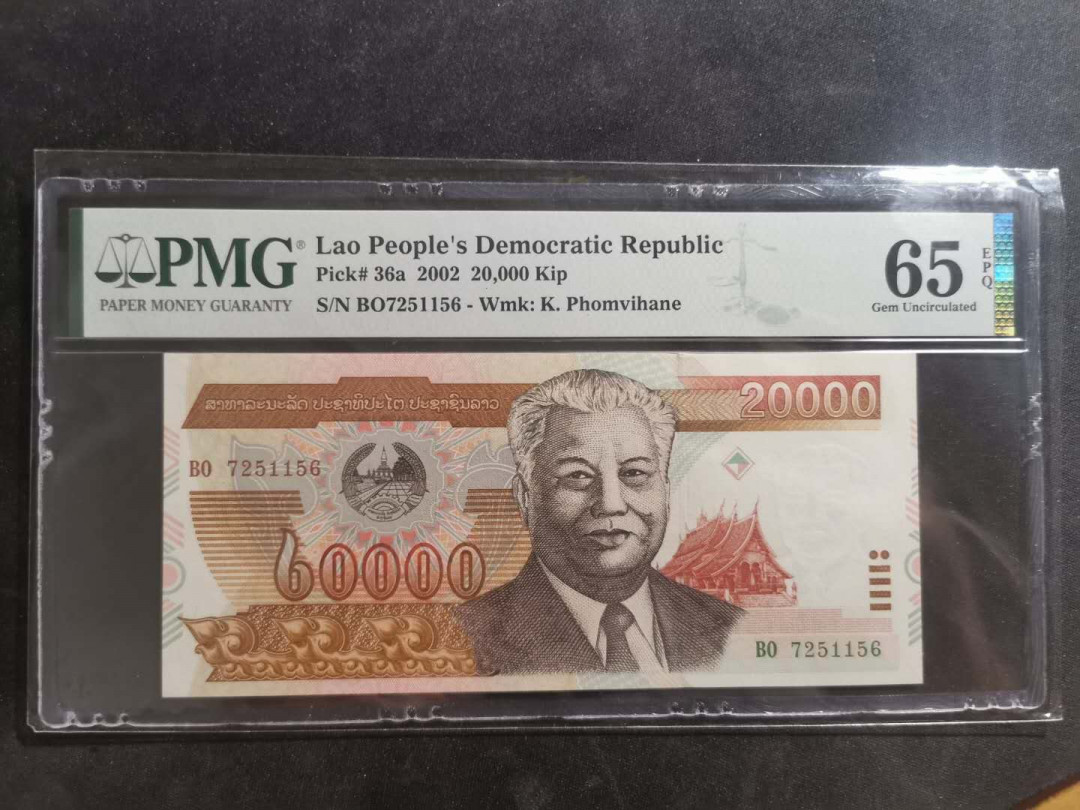 PMG®
PAPER MONEY GUARANTY
Lao People's Democratic Republic
Pick# 36a 2002 20,000 Kip
S/N BO7251156 - Wmk: K. Phomvihane
65
EPQ
Gem Uncirculated
ສາທາລະນະລັດ ປະຊາທິປະໄຕ ປະຊາຊົນລາວ
20000
BO 7251156
໒໐໐໐໐
BO 7251156